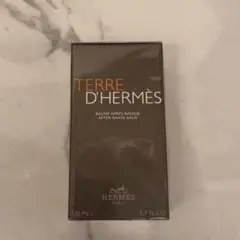 TERRE
D'HERMÈS
BAUME APRÈS-RASAGE
AFTER-SHAVE BALM
HERMÈS
PARIS